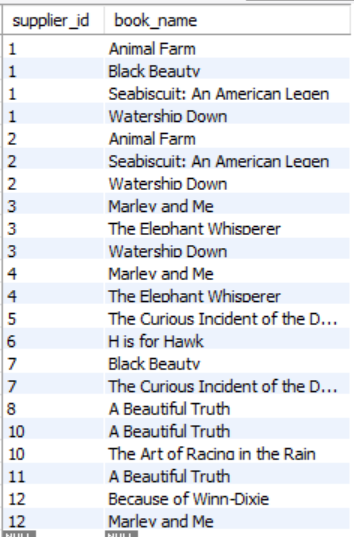 supplier_id book_name
1 Animal Farm
1 Black Beauty
1 Seabiscuit: An American Legen
1 Watership Down
2 Animal Farm
2 Seabiscuit: An American Legen
2 Watership Down
3 Marley and Me
3 The Elephant Whisperer
3 Watership Down
4 Marley and Me
4 The Elephant Whisperer
5 The Curious Incident of the D...
6 H is for Hawk
7 Black Beauty
7 The Curious Incident of the D...
8 A Beautiful Truth
10 A Beautiful Truth
10 The Art of Racing in the Rain
11 A Beautiful Truth
12 Because of Winn-Dixie
12 Marley and Me
NULL NULL